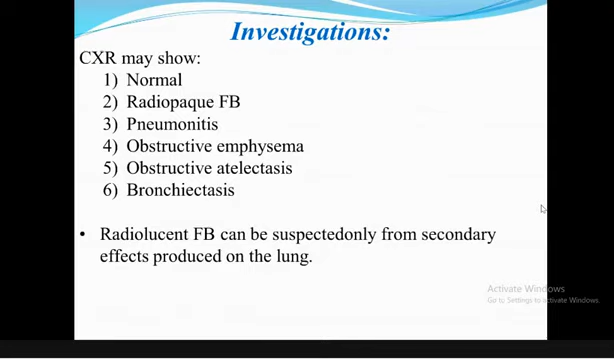 Investigations:
CXR may show:
1) Normal
2) Radiopaque FB
3) Pneumonitis
4) Obstructive emphysema
5) Obstructive atelectasis
6) Bronchiectasis
• Radiolucent FB can be suspectedonly from secondary
effects produced on the lung.
Activate Windows
Go to Settings to activate Windows.